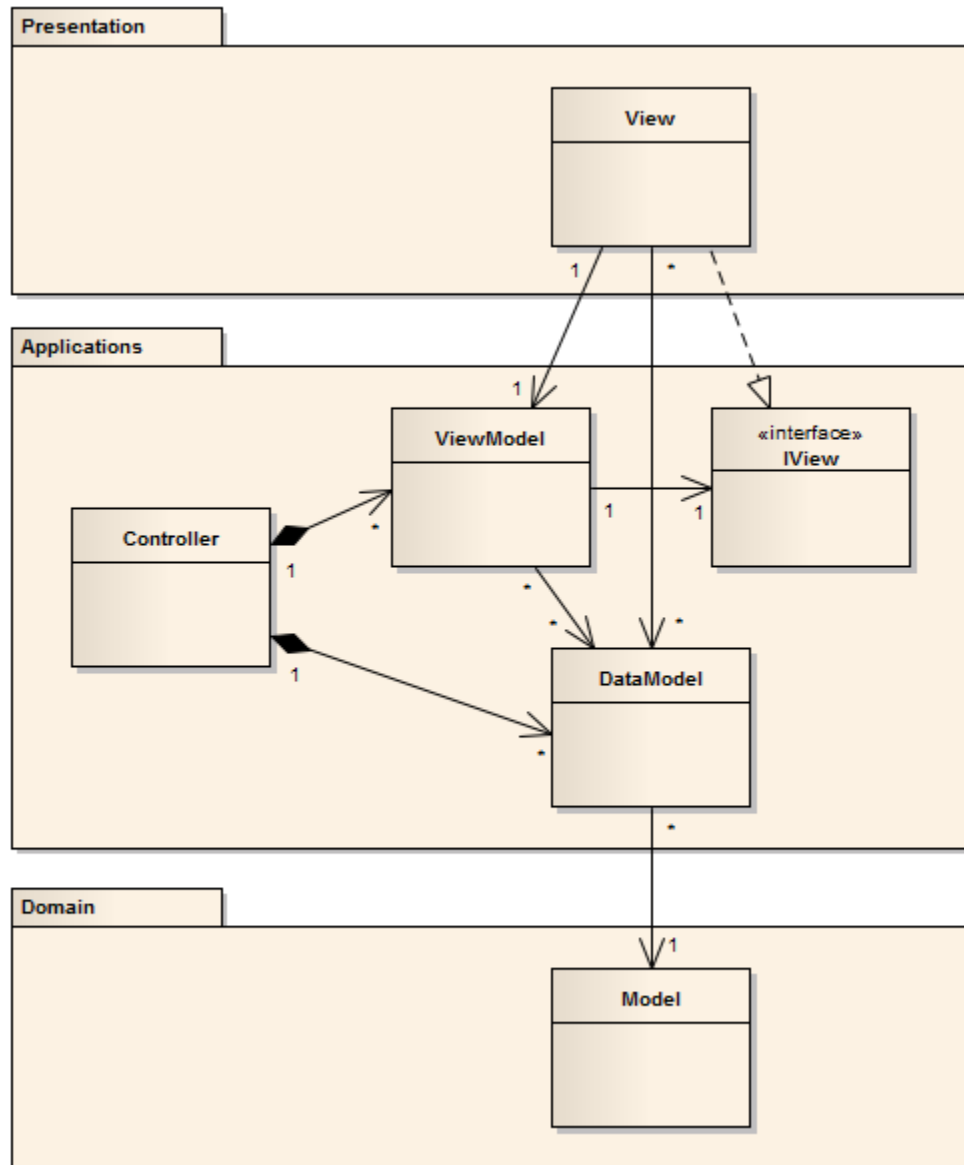 Presentation
View
1
*
Applications
1
ViewModel
«interface»
IView
1
1
*
Controller
1
*
*
*
1
DataModel
*
*
Domain
1
Model